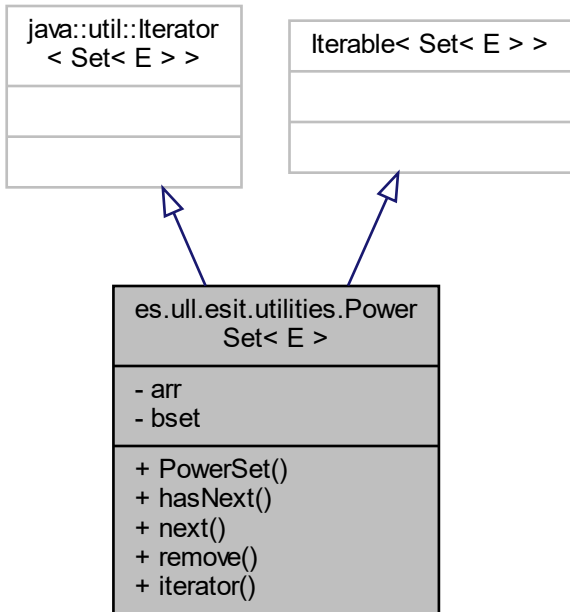 java::util::Iterator
< Set< E > >
Iterable< Set< E > >
es.ull.esit.utilities.Power
Set< E >
- arr
- bset
+ PowerSet()
+ hasNext()
+ next()
+ remove()
+ iterator()